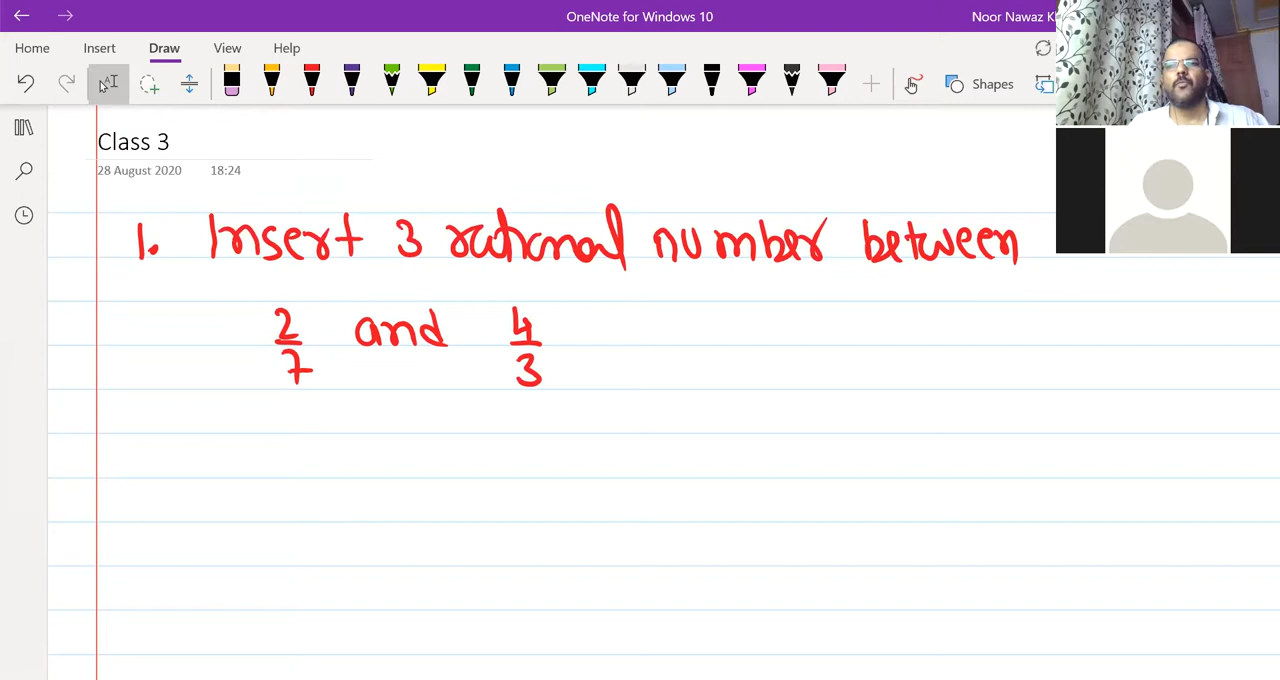 OneNote for Windows 10
Noor Nawaz K
Home Insert Draw View Help
Shapes
Class 3
28 August 2020 18:24
1. Insert 3 rational number between
2/7 and 4/3